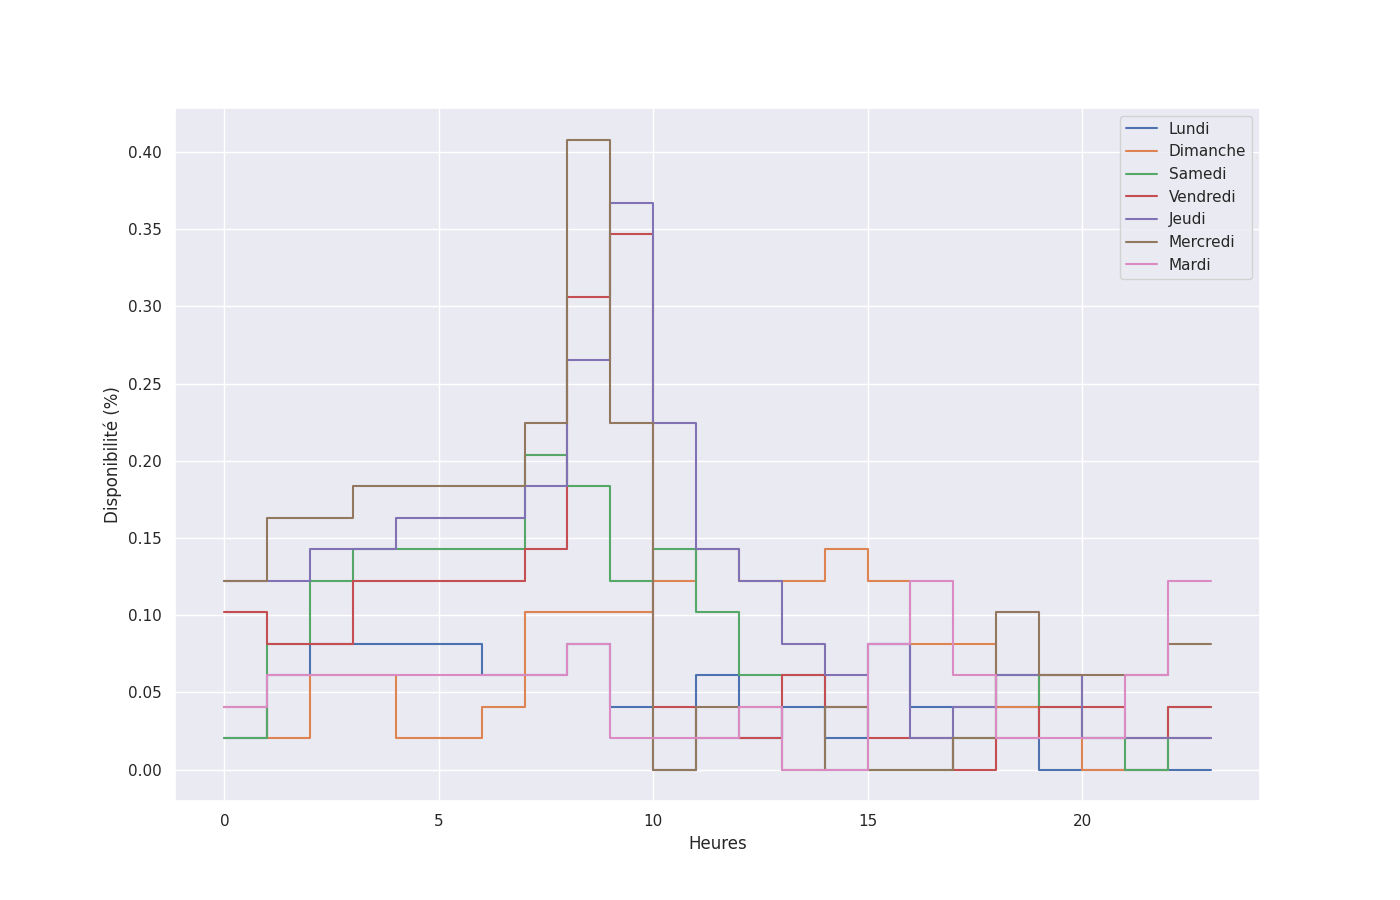 Lundi
Dimanche
Samedi
Vendredi
Jeudi
Mercredi
Mardi
0.40
0.35
0.30
0.25
0.20
0.15
0.10
0.05
0.00
Disponibilité (%)
0 5 10 15 20
Heures